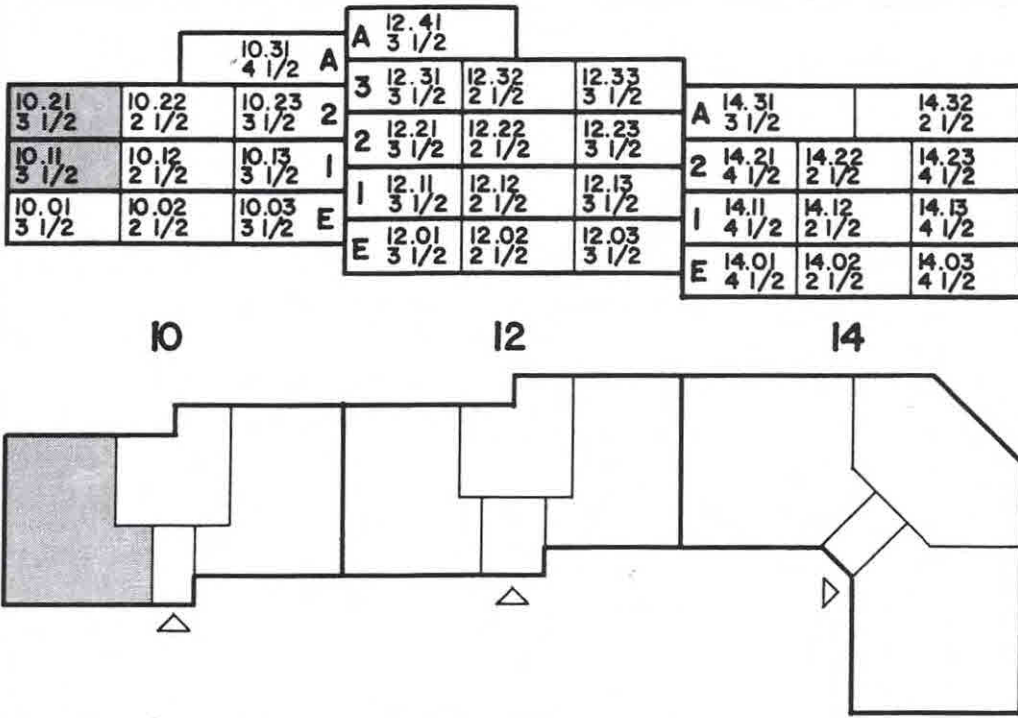 10.31
4 1/2 A
10.21 10.22 10.23
3 1/2 2 1/2 3 1/2 2
10.11 10.12 10.13
3 1/2 2 1/2 3 1/2 1
10.01 10.02 10.03
3 1/2 2 1/2 3 1/2 E
A 12.41
3 1/2
3 12.31 12.32 12.33
3 1/2 2 1/2 3 1/2
2 12.21 12.22 12.23
3 1/2 2 1/2 3 1/2
1 12.11 12.12 12.13
3 1/2 2 1/2 3 1/2
E 12.01 12.02 12.03
3 1/2 2 1/2 3 1/2
A 14.31 14.32
3 1/2 2 1/2
2 14.21 14.22 14.23
4 1/2 2 1/2 4 1/2
1 14.11 14.12 14.13
4 1/2 2 1/2 4 1/2
E 14.01 14.02 14.03
4 1/2 2 1/2 4 1/2
10 12 14